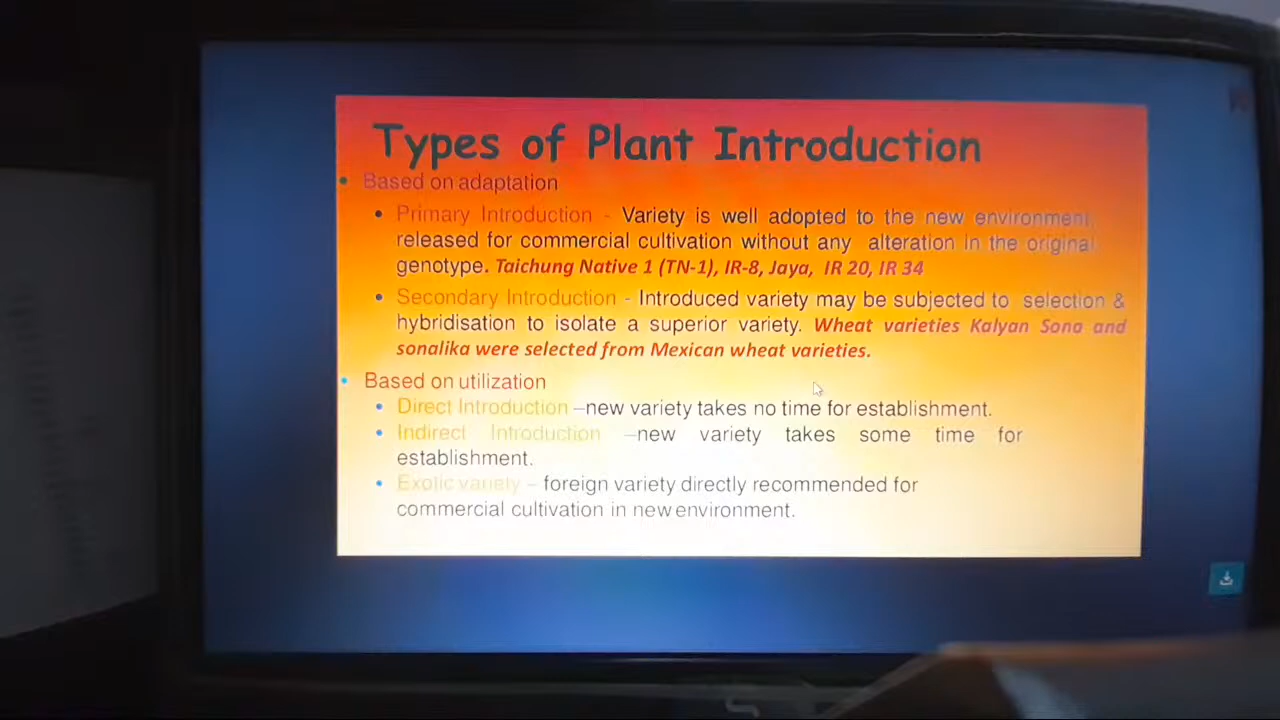 Types of Plant Introduction
• Based on adaptation
• Primary Introduction - Variety is well adopted to the new environment,
released for commercial cultivation without any alteration in the original
genotype. Taichung Native 1 (TN-1), IR-8, Jaya, IR 20, IR 34
• Secondary Introduction - Introduced variety may be subjected to selection &
hybridisation to isolate a superior variety. Wheat varieties Kalyan Sona and
sonalika were selected from Mexican wheat varieties.
• Based on utilization
• Direct Introduction –new variety takes no time for establishment.
• Indirect Introduction –new variety takes some time for
establishment.
• Exotic variety – foreign variety directly recommended for
commercial cultivation in new environment.